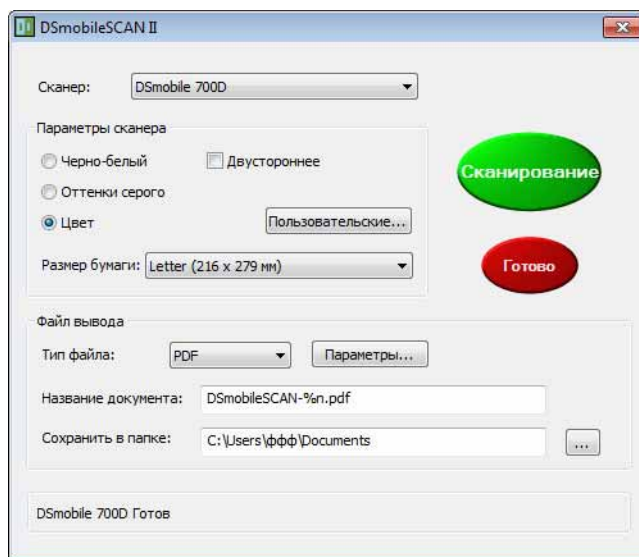 DSmobileSCAN II
Сканер: DSmobile 700D
Параметры сканера
Черно-белый Двустороннее
Оттенки серого
Цвет Пользовательские...
Размер бумаги: Letter (216 x 279 мм)
Сканирование
Готово
Файл вывода
Тип файла: PDF Параметры...
Название документа: DSmobileSCAN-%n.pdf
Сохранить в папке: C:\Users\ффф\Documents ...
DSmobile 700D Готов